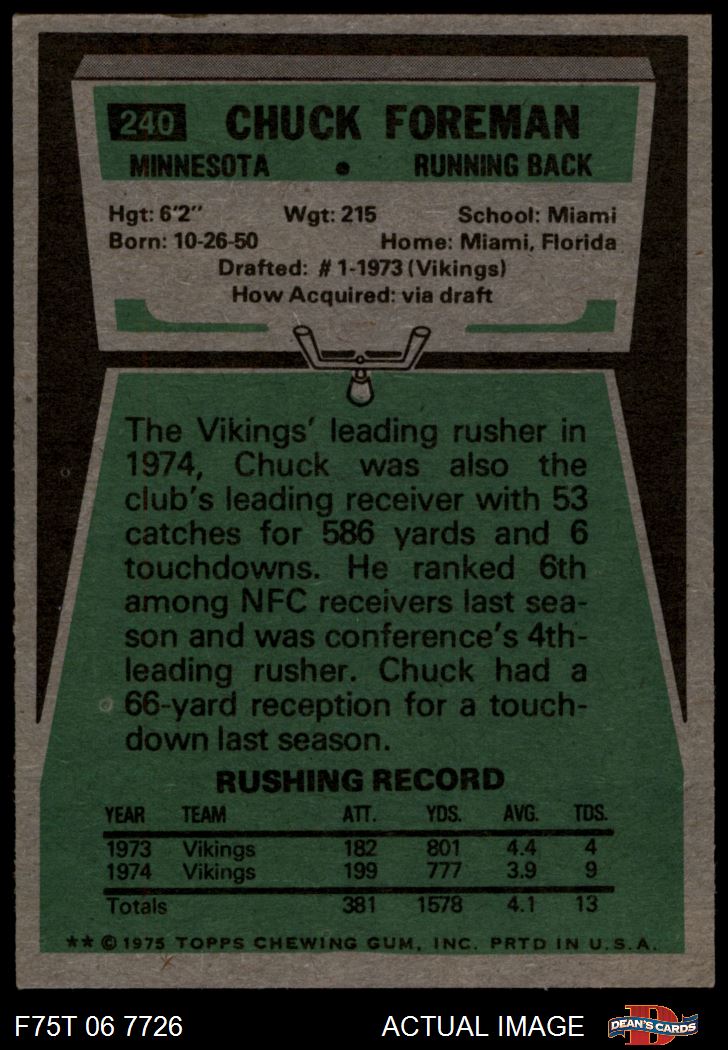 240 CHUCK FOREMAN
MINNESOTA • RUNNING BACK
Hgt: 6'2" Wgt: 215 School: Miami
Born: 10-26-50 Home: Miami, Florida
Drafted: #1-1973 (Vikings)
How Acquired: via draft
The Vikings' leading rusher in
1974, Chuck was also the
club's leading receiver with 53
catches for 586 yards and 6
touchdowns. He ranked 6th
among NFC receivers last sea-
son and was conference's 4th-
leading rusher. Chuck had a
66-yard reception for a touch-
down last season.
RUSHING RECORD
YEAR TEAM ATT. YDS. AVG. TDS.
1973 Vikings 182 801 4.4 4
1974 Vikings 199 777 3.9 9
Totals 381 1578 4.1 13
** © 1975 TOPPS CHEWING GUM, INC. PRTD IN U.S.A.
F75T 06 7726 ACTUAL IMAGE DEAN'S CARDS